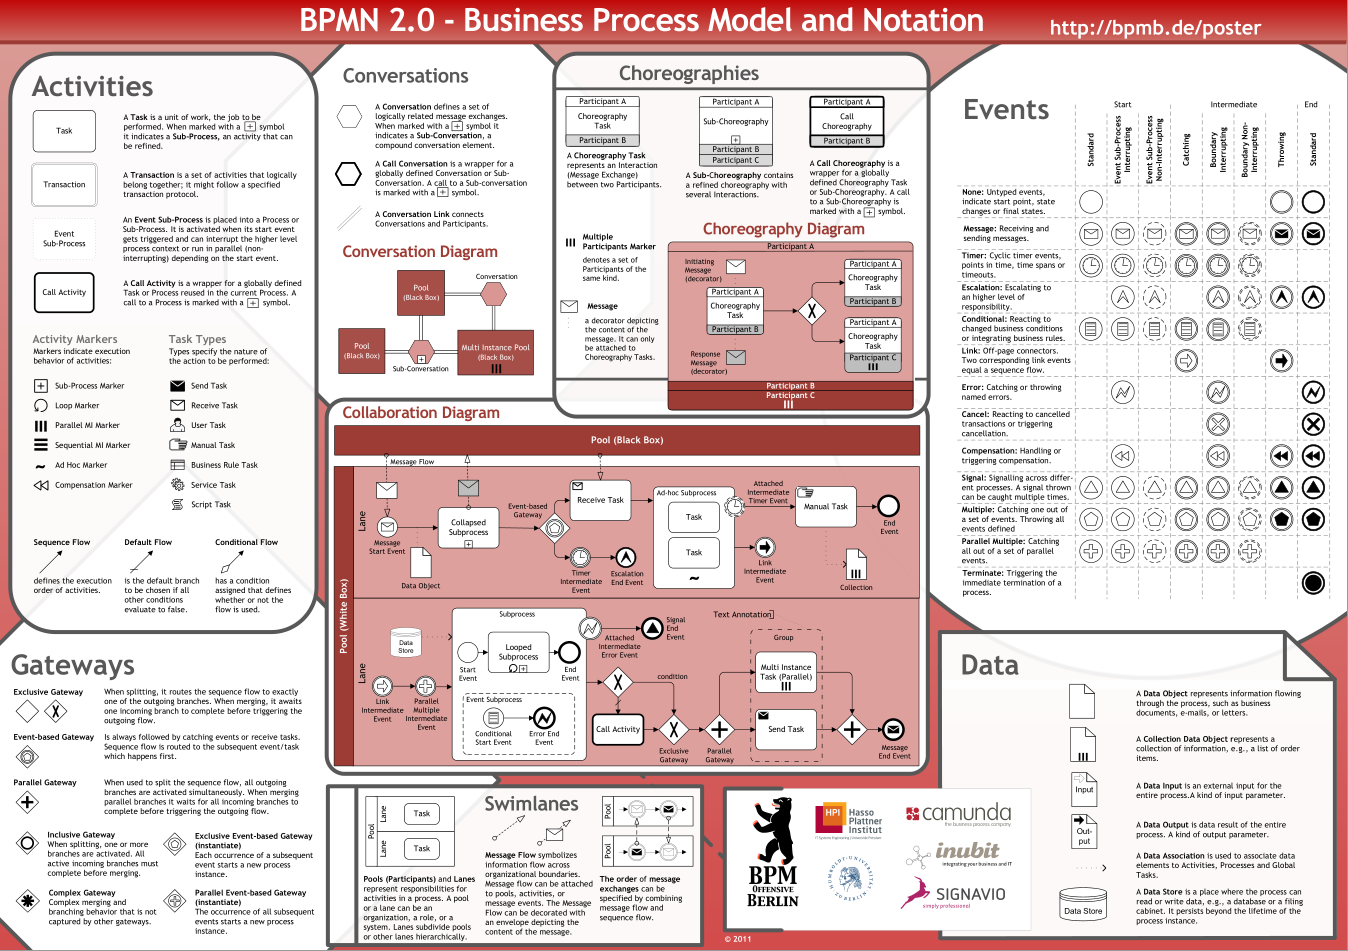 BPMN 2.0 - Business Process Model and Notation
http://bpmb.de/poster
Activities
Task
A Task is a unit of work, the job to be
performed. When marked with a + symbol
it indicates a Sub-Process, an activity that can
be refined.
Transaction
A Transaction is a set of activities that logically
belong together; it might follow a specified
transaction protocol.
Event
Sub-Process
An Event Sub-Process is placed into a Process or
Sub-Process. It is activated when its start event
gets triggered and can interrupt the higher level
process context or run in parallel (non-
interrupting) depending on the start event.
Call Activity
A Call Activity is a wrapper for a globally defined
Task or Process reused in the current Process. A
call to a Process is marked with a + symbol.
Activity Markers
Markers indicate execution
behavior of activities:
Sub-Process Marker
Loop Marker
Parallel MI Marker
Sequential MI Marker
~ Ad Hoc Marker
Compensation Marker
Task Types
Types specify the nature of
the action to be performed:
Send Task
Receive Task
User Task
Manual Task
Business Rule Task
Service Task
Script Task
Sequence Flow
defines the execution
order of activities.
Default Flow
is the default branch
to be chosen if all
other conditions
evaluate to false.
Conditional Flow
has a condition
assigned that defines
whether or not the
flow is used.
Conversations
A Conversation defines a set of
logically related message exchanges.
When marked with a + symbol it
indicates a Sub-Conversation, a
compound conversation element.
A Call Conversation is a wrapper for a
globally defined Conversation or Sub-
Conversation. A call to a Sub-conversation
is marked with a + symbol.
A Conversation Link connects
Conversations and Participants.
Conversation Diagram
Pool
(Black Box)
Conversation
Pool
(Black Box)
Sub-Conversation
Multi Instance Pool
(Black Box)
Choreographies
Participant A
Choreography
Task
Participant B
A Choreography Task
represents an Interaction
(Message Exchange)
between two Participants.
Participant A
Sub-Choreography
Participant B
Participant C
A Sub-Choreography contains
a refined choreography with
several Interactions.
Participant A
Call
Choreography
Participant B
A Call Choreography is a
wrapper for a globally
defined Choreography Task
or Sub-Choreography. A call
to a Sub-Choreography is
marked with a + symbol.
Multiple
Participants Marker
denotes a set of
Participants of the
same kind.
Message
a decorator depicting
the content of the
message. It can only
be attached to
Choreography Tasks.
Choreography Diagram
Participant A
Initiating
Message
(decorator)
Participant A
Choreography
Task
Participant B
Response
Message
(decorator)
X
Participant A
Choreography
Task
Participant B
Participant A
Choreography
Task
Participant C
Participant B
Participant C
Collaboration Diagram
Pool (Black Box)
Message Flow
Pool (White Box)
Lane
Message
Start Event
Data Object
Collapsed
Subprocess
Event-based
Gateway
Receive Task
Timer
Intermediate
Event
Escalation
End Event
Ad-hoc Subprocess
Task
Task
~
Attached
Intermediate
Timer Event
Manual Task
End
Event
Link
Intermediate
Event
Collection
Lane
Data
Store
Link
Intermediate
Event
Parallel
Multiple
Intermediate
Event
Subprocess
Start
Event
Looped
Subprocess
End
Event
Event Subprocess
Conditional
Start Event
Error End
Event
Attached
Intermediate
Error Event
Signal
End
Event
X
condition
Call Activity
X
Exclusive
Gateway
Parallel
Gateway
Text Annotation
Group
Multi Instance
Task (Parallel)
Send Task
Message
End Event
Events
Start
Intermediate
End
Standard
Event Sub-Process
Interrupting
Event Sub-Process
Non-Interrupting
Catching
Boundary
Interrupting
Boundary Non-
Interrupting
Throwing
Standard
None: Untyped events,
indicate start point, state
changes or final states.
Message: Receiving and
sending messages.
Timer: Cyclic timer events,
points in time, time spans or
timeouts.
Escalation: Escalating to
an higher level of
responsibility.
Conditional: Reacting to
changed business conditions
or integrating business rules.
Link: Off-page connectors.
Two corresponding link events
equal a sequence flow.
Error: Catching or throwing
named errors.
Cancel: Reacting to cancelled
transactions or triggering
cancellation.
Compensation: Handling or
triggering compensation.
Signal: Signalling across differ-
ent processes. A signal thrown
can be caught multiple times.
Multiple: Catching one out of
a set of events. Throwing all
events defined
Parallel Multiple: Catching
all out of a set of parallel
events.
Terminate: Triggering the
immediate termination of a
process.
Gateways
Exclusive Gateway
X
When splitting, it routes the sequence flow to exactly
one of the outgoing branches. When merging, it awaits
one incoming branch to complete before triggering the
outgoing flow.
Event-based Gateway
Is always followed by catching events or receive tasks.
Sequence flow is routed to the subsequent event/task
which happens first.
Parallel Gateway
When used to split the sequence flow, all outgoing
branches are activated simultaneously. When merging
parallel branches it waits for all incoming branches to
complete before triggering the outgoing flow.
Inclusive Gateway
When splitting, one or more
branches are activated. All
active incoming branches must
complete before merging.
Exclusive Event-based Gateway
(instantiate)
Each occurrence of a subsequent
event starts a new process
instance.
Complex Gateway
Complex merging and
branching behavior that is not
captured by other gateways.
Parallel Event-based Gateway
(instantiate)
The occurrence of all subsequent
events starts a new process
instance.
Swimlanes
Pool
Lane
Task
Lane
Task
Pools (Participants) and Lanes
represent responsibilities for
activities in a process. A pool
or a lane can be an
organization, a role, or a
system. Lanes subdivide pools
or other lanes hierarchically.
Message Flow symbolizes
information flow across
organizational boundaries.
Message flow can be attached
to pools, activities, or
message events. The Message
Flow can be decorated with
an envelope depicting the
content of the message.
Pool
Pool
The order of message
exchanges can be
specified by combining
message flow and
sequence flow.
BPM
OFFENSIVE
BERLIN
HPI
Hasso
Plattner
Institut
IT Systems Engineering | Universität Potsdam
HUMBOLDT-UNIVERSITÄT
ZU BERLIN
camunda
the business process company
inubit
integrating your business and IT
SIGNAVIO
simply professional
© 2011
Data
A Data Object represents information flowing
through the process, such as business
documents, e-mails, or letters.
A Collection Data Object represents a
collection of information, e.g., a list of order
items.
Input
A Data Input is an external input for the
entire process.A kind of input parameter.
Out-
put
A Data Output is data result of the entire
process. A kind of output parameter.
A Data Association is used to associate data
elements to Activities, Processes and Global
Tasks.
Data Store
A Data Store is a place where the process can
read or write data, e.g., a database or a filing
cabinet. It persists beyond the lifetime of the
process instance.